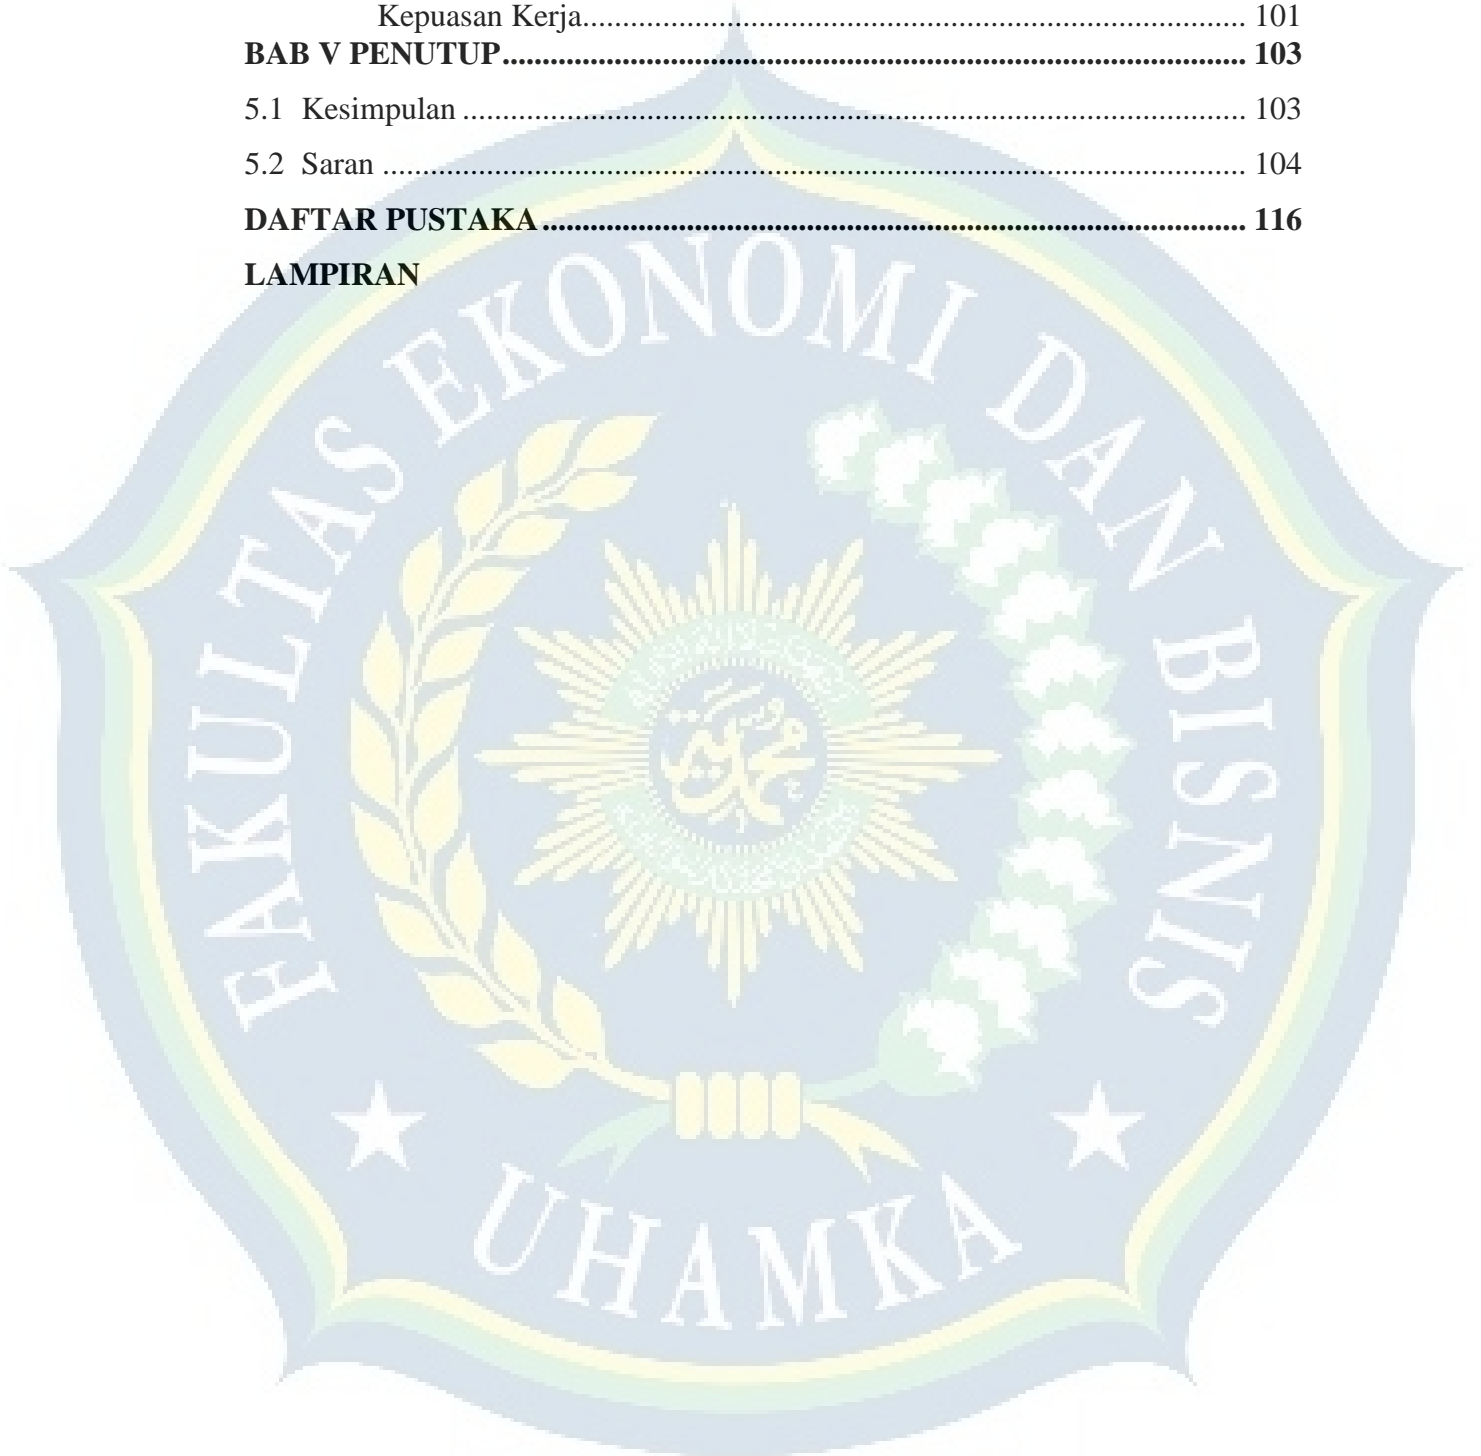 Kepuasan Kerja.................................................................................. 101
BAB V PENUTUP............................................................................................ 103
5.1  Kesimpulan ................................................................................................ 103
5.2  Saran .......................................................................................................... 104
DAFTAR PUSTAKA....................................................................................... 116
LAMPIRAN
FAKULTAS EKONOMI DAN BISNIS
UHAMKA